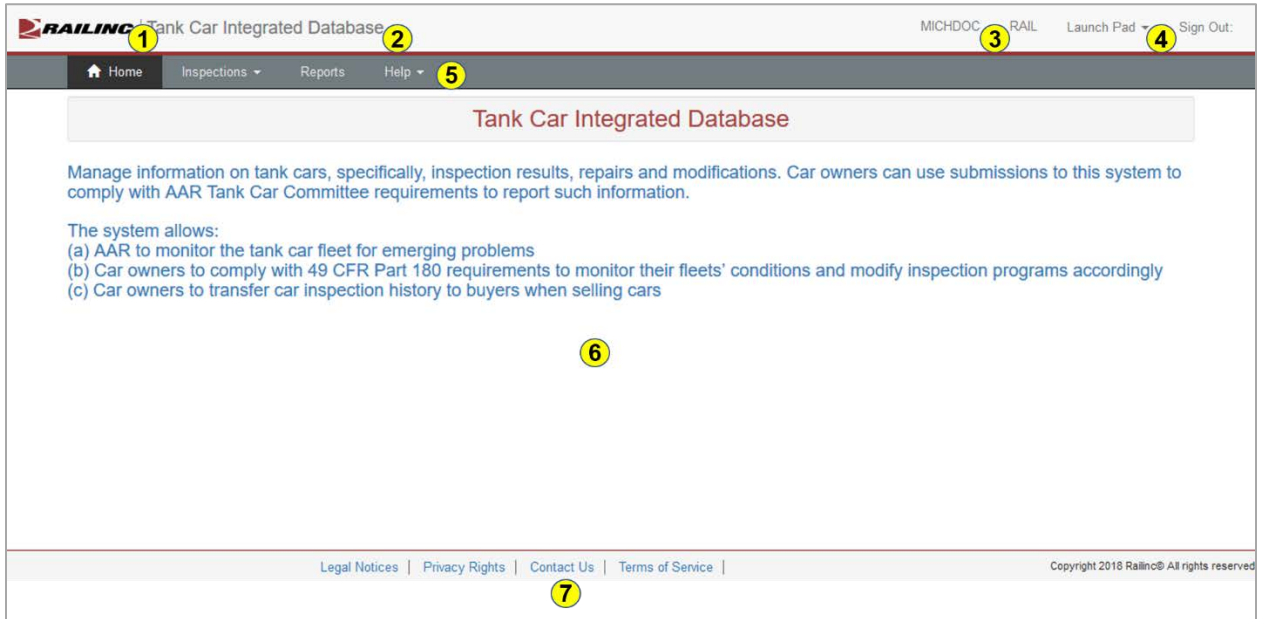 RAILINC Tank Car Integrated Database MICHDOC RAIL Launch Pad Sign Out:
1 2 3 4
Home Inspections Reports Help 5
Tank Car Integrated Database
Manage information on tank cars, specifically, inspection results, repairs and modifications. Car owners can use submissions to this system to
comply with AAR Tank Car Committee requirements to report such information.
The system allows:
(a) AAR to monitor the tank car fleet for emerging problems
(b) Car owners to comply with 49 CFR Part 180 requirements to monitor their fleets' conditions and modify inspection programs accordingly
(c) Car owners to transfer car inspection history to buyers when selling cars
6
Legal Notices | Privacy Rights | Contact Us | Terms of Service | Copyright 2018 Railinc© All rights reserved
7